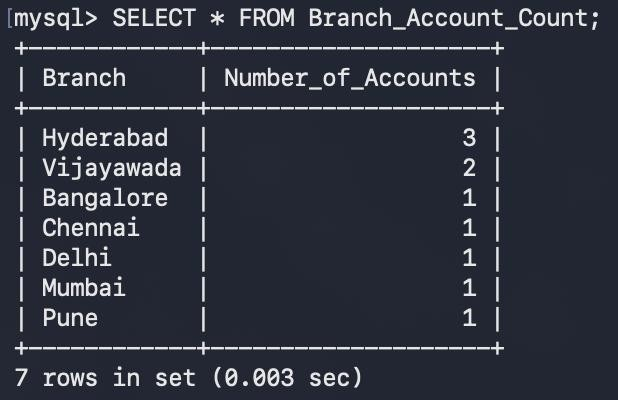 [mysql> SELECT * FROM Branch_Account_Count;
+------------+--------------------+
| Branch     | Number_of_Accounts |
+------------+--------------------+
| Hyderabad  |                  3 |
| Vijayawada |                  2 |
| Bangalore  |                  1 |
| Chennai    |                  1 |
| Delhi      |                  1 |
| Mumbai     |                  1 |
| Pune       |                  1 |
+------------+--------------------+
7 rows in set (0.003 sec)